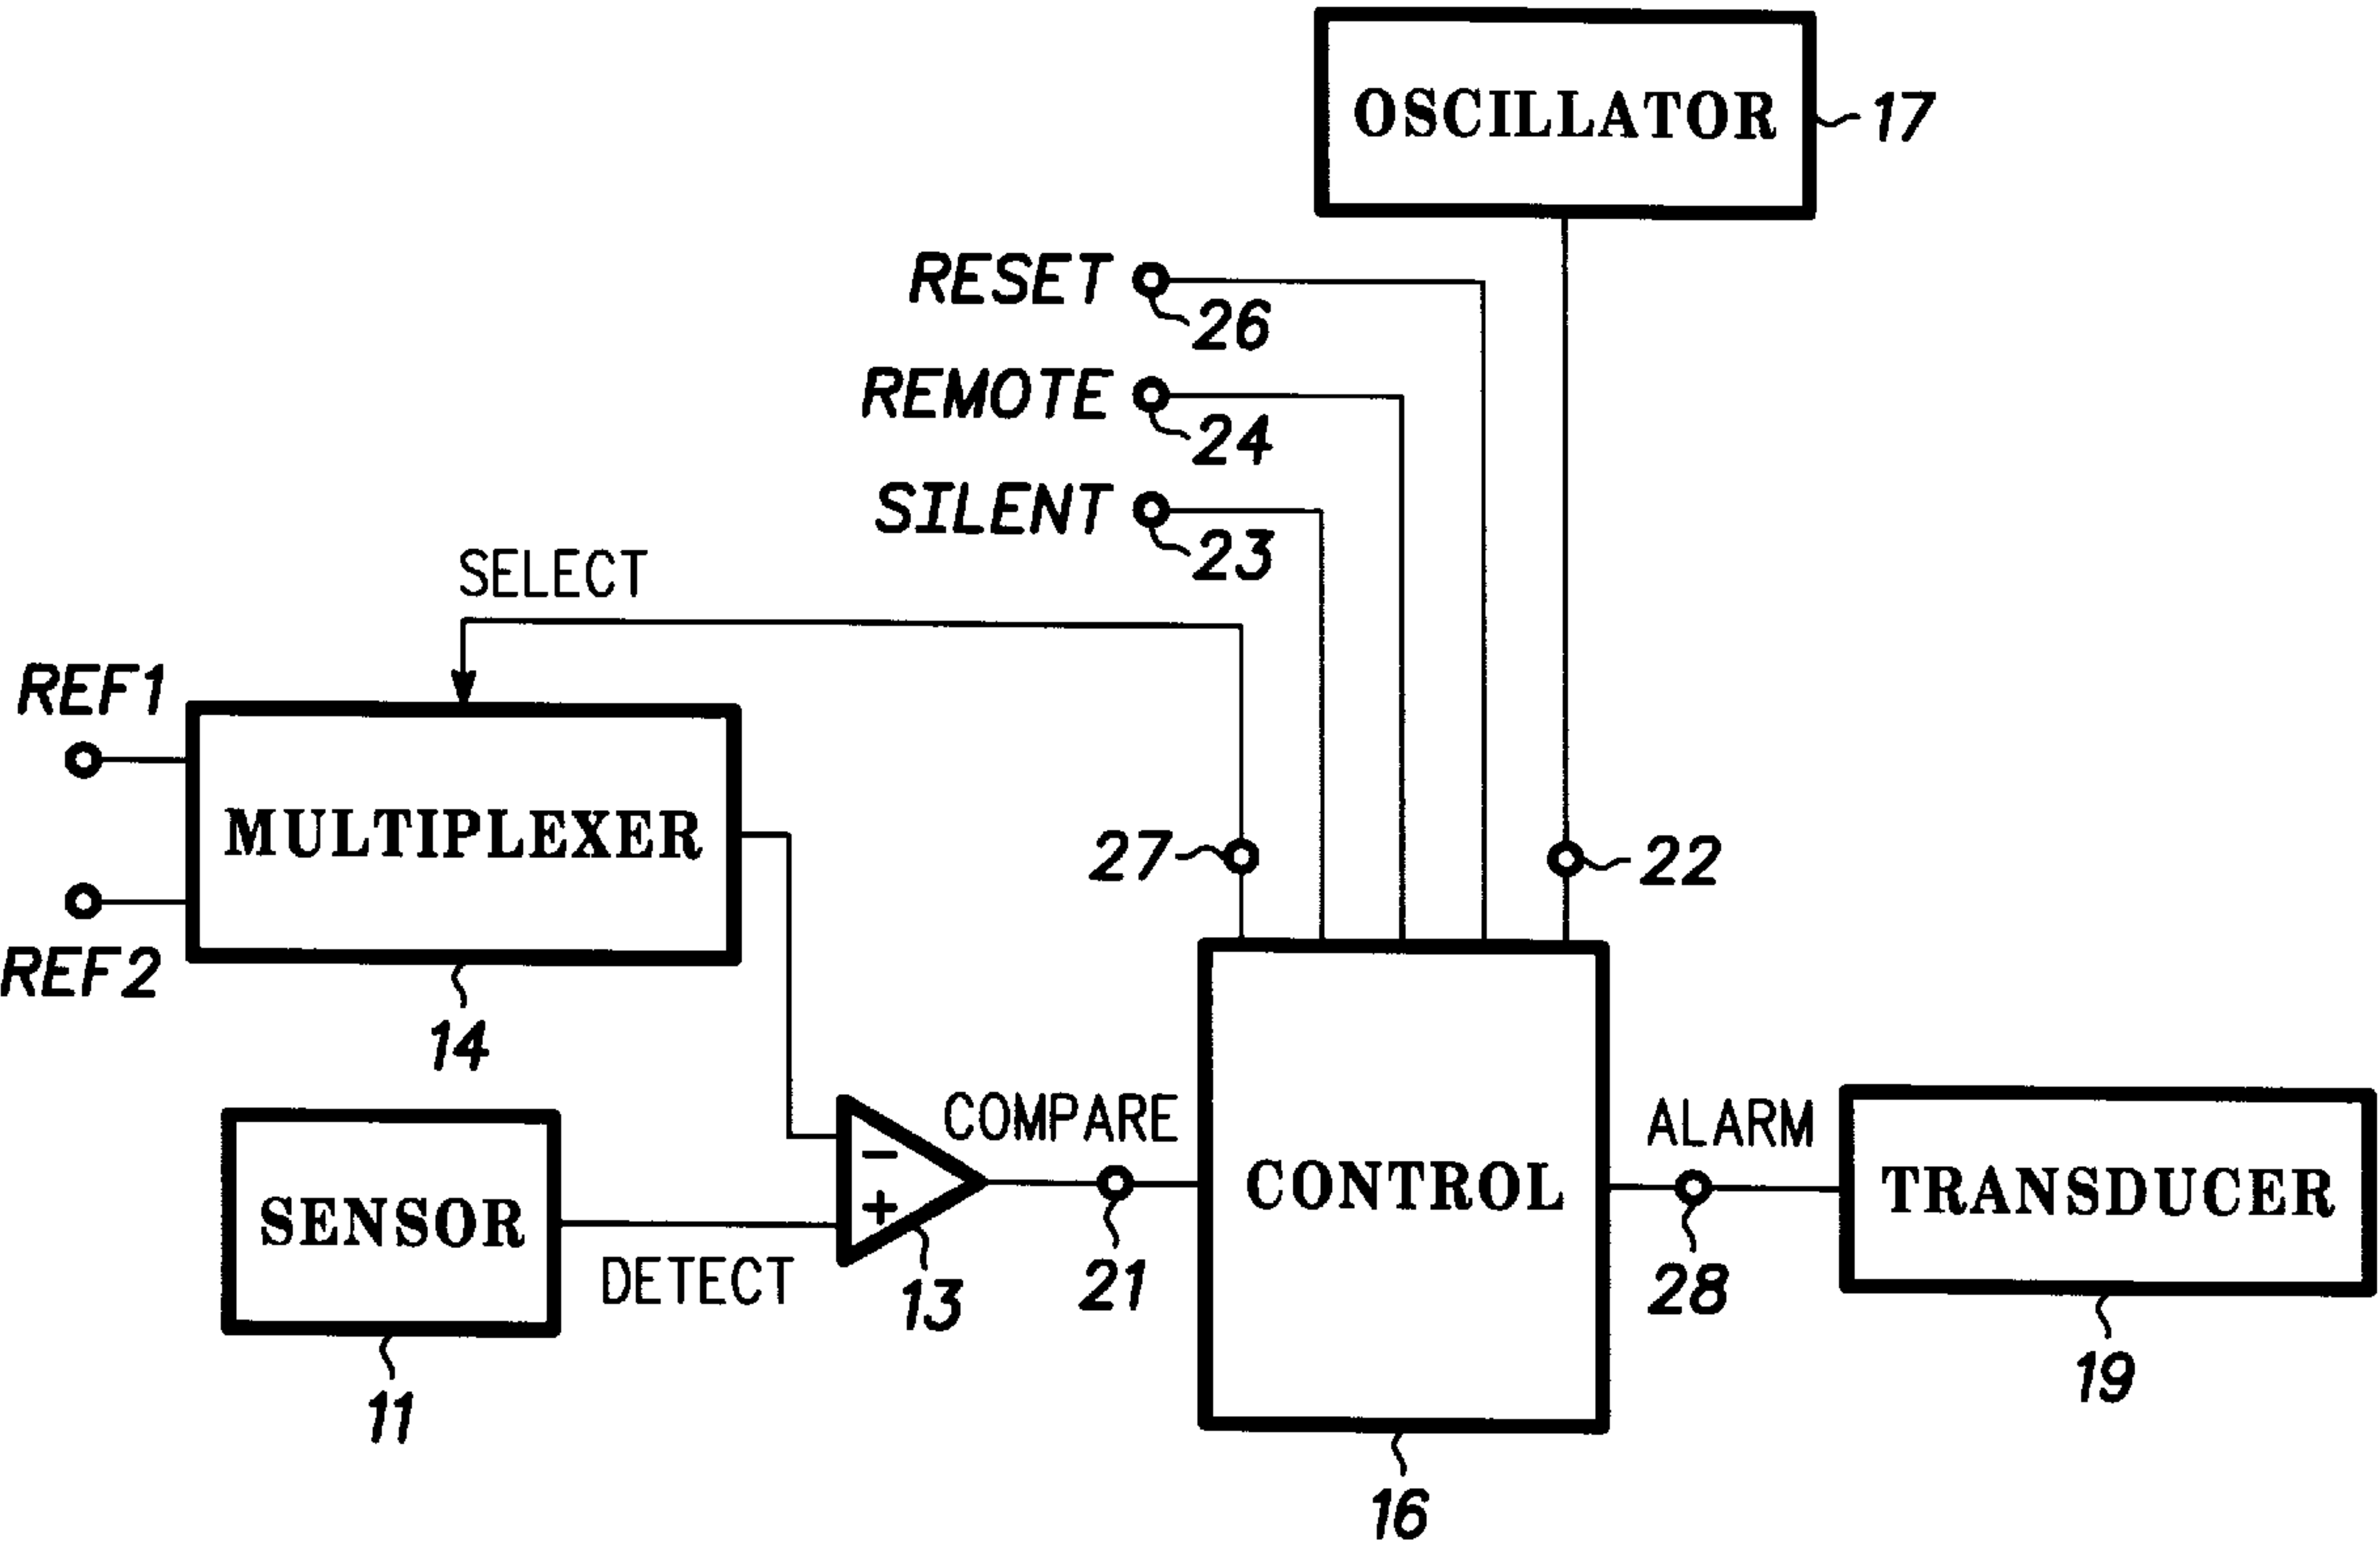 OSCILLATOR
17
RESET
26
REMOTE
24
SILENT
23
SELECT
REF1
MULTIPLEXER
27
22
REF2
14
COMPARE
ALARM
−
+
CONTROL
TRANSDUCER
SENSOR
DETECT
13
21
28
19
11
16